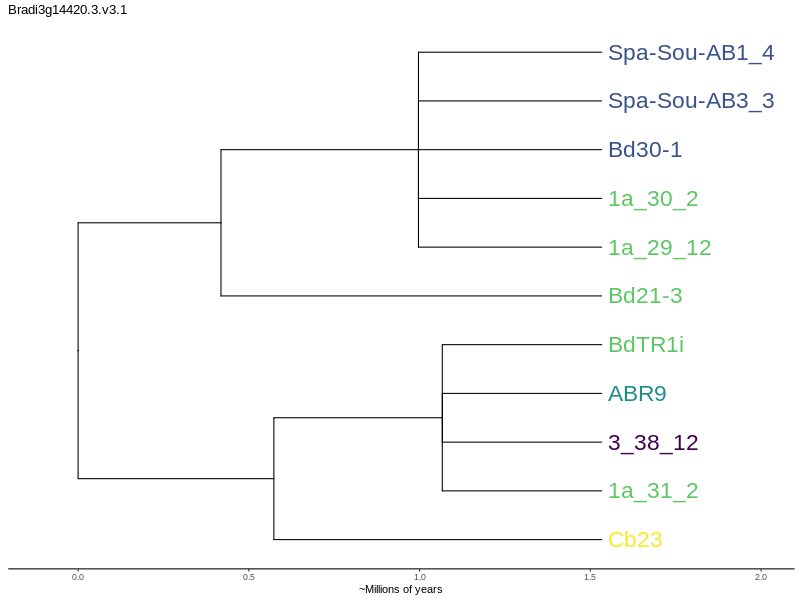 Bradi3g14420.3.v3.1
Spa-Sou-AB1_4
Spa-Sou-AB3_3
Bd30-1
1a_30_2
1a_29_12
Bd21-3
BdTR1i
ABR9
3_38_12
1a_31_2
Cb23
0.0 0.5 1.0 1.5 2.0
~Millions of years